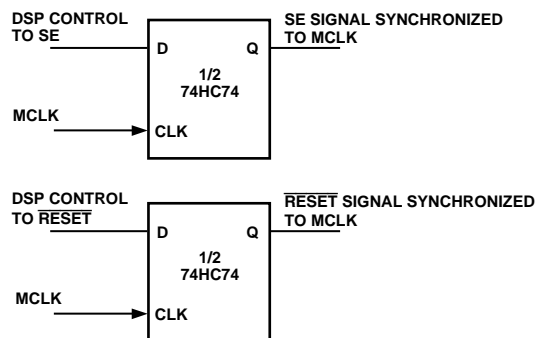 DSP CONTROL
TO SE
SE SIGNAL SYNCHRONIZED
TO MCLK
D
Q
1/2
74HC74
MCLK
CLK
DSP CONTROL
TO RESET
RESET SIGNAL SYNCHRONIZED
TO MCLK
D
Q
1/2
74HC74
MCLK
CLK